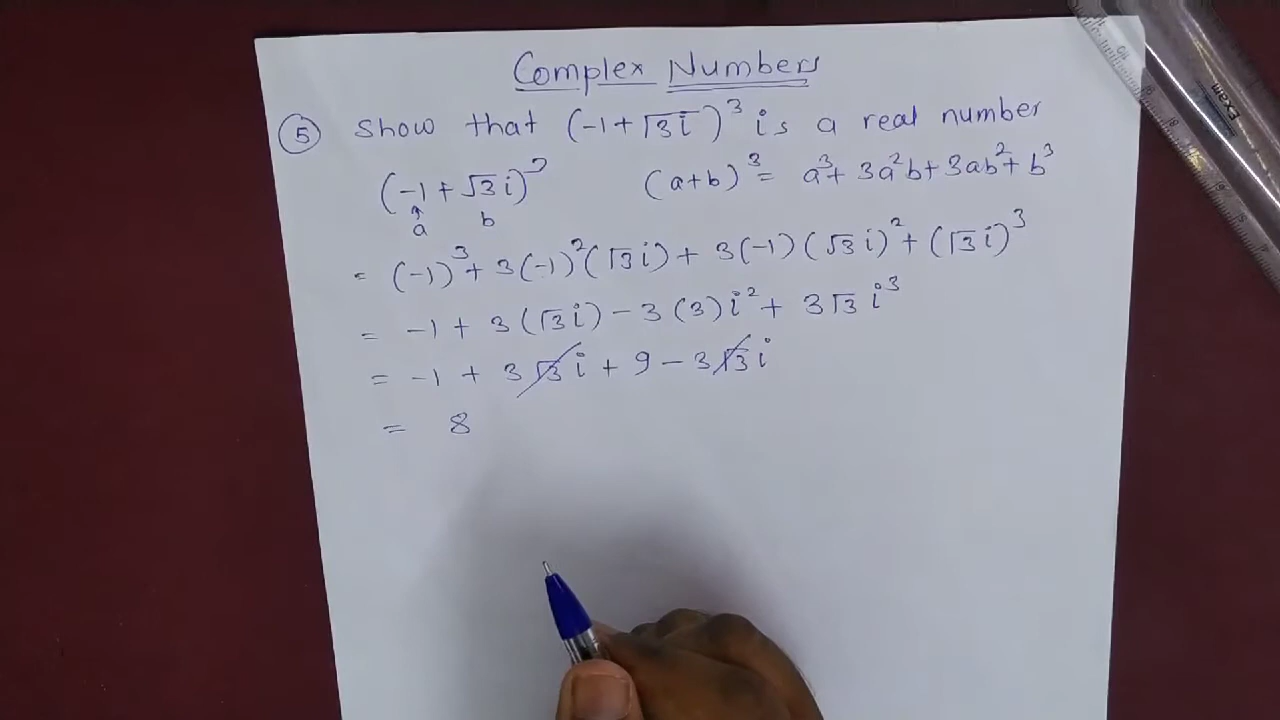 Complex Numbers
⑤ Show that (-1+√3i)³ is a real number
(-1 + √3 i)³ (a+b)³ = a³+ 3a²b+ 3ab²+ b³
a b
= (-1)³+ 3(-1)²(√3i) + 3(-1)(√3i)²+ (√3i)³
= -1 + 3(√3i) - 3(3)i²+ 3√3 i³
= -1 + 3√3i + 9 - 3√3i
= 8
Exam